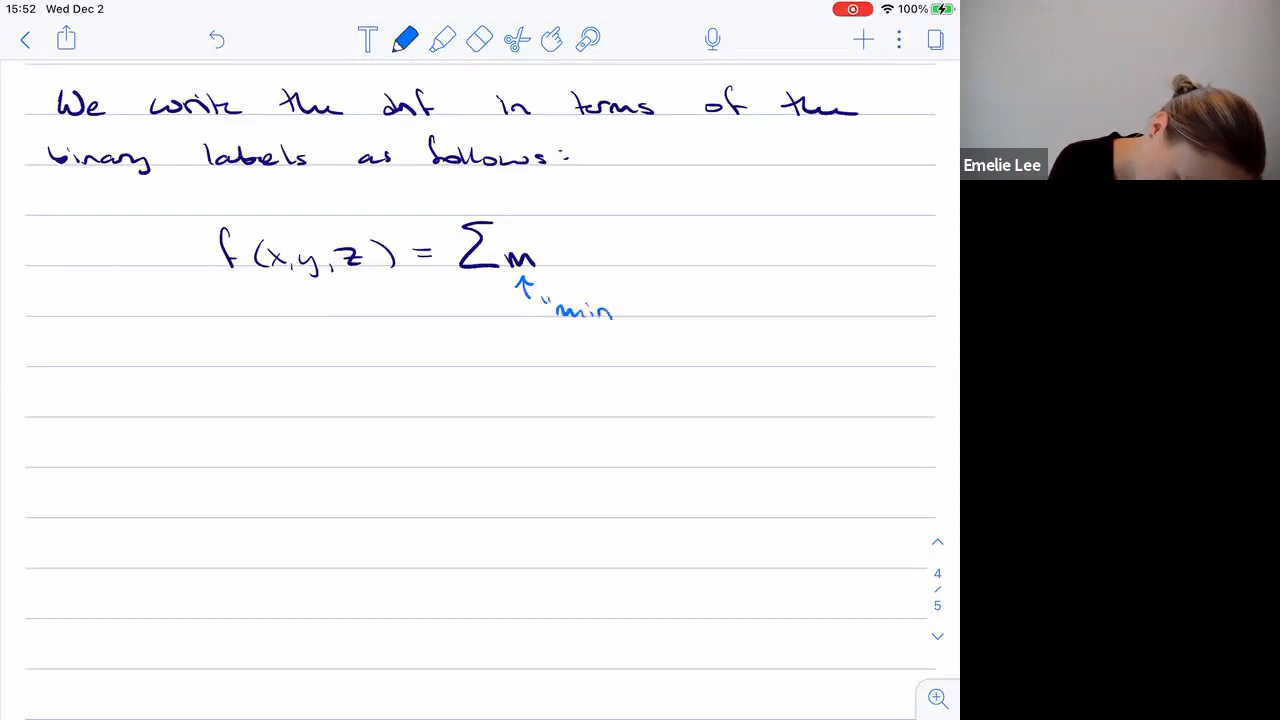 15:52 Wed Dec 2
100%
We write the dnf in terms of the
binary labels as follows:
f(x,y,z) = ∑m
↑ "min
4
/
5
Emelie Lee